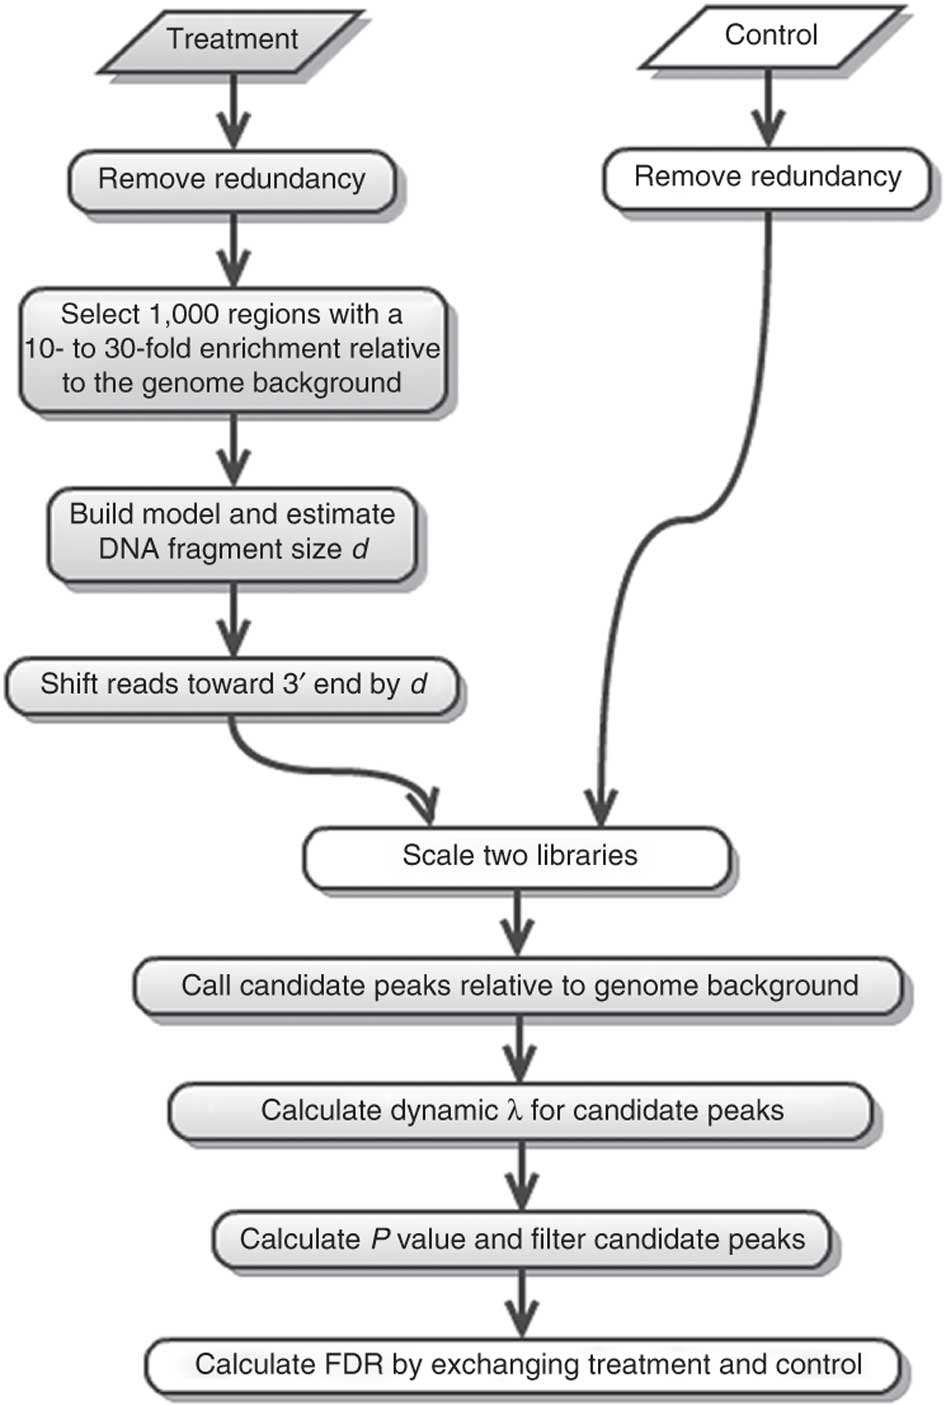 Treatment
Control
Remove redundancy
Remove redundancy
Select 1,000 regions with a
10- to 30-fold enrichment relative
to the genome background
Build model and estimate
DNA fragment size d
Shift reads toward 3′ end by d
Scale two libraries
Call candidate peaks relative to genome background
Calculate dynamic λ for candidate peaks
Calculate P value and filter candidate peaks
Calculate FDR by exchanging treatment and control